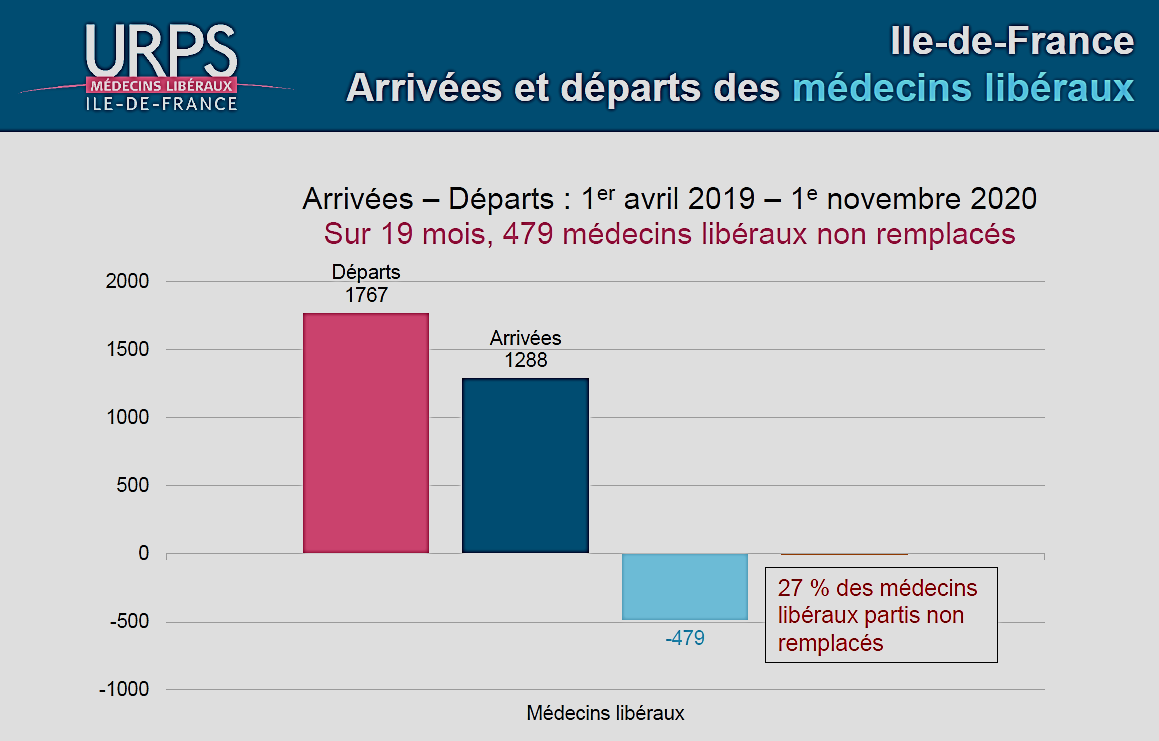 URPS
MÉDECINS LIBÉRAUX
ILE-DE-FRANCE
Ile-de-France
Arrivées et départs des médecins libéraux
Arrivées – Départs : 1er avril 2019 – 1e novembre 2020
Sur 19 mois, 479 médecins libéraux non remplacés
Départs
1767
Arrivées
1288
2000
1500
1000
500
0
-500
-1000
-479
27 % des médecins
libéraux partis non
remplacés
Médecins libéraux